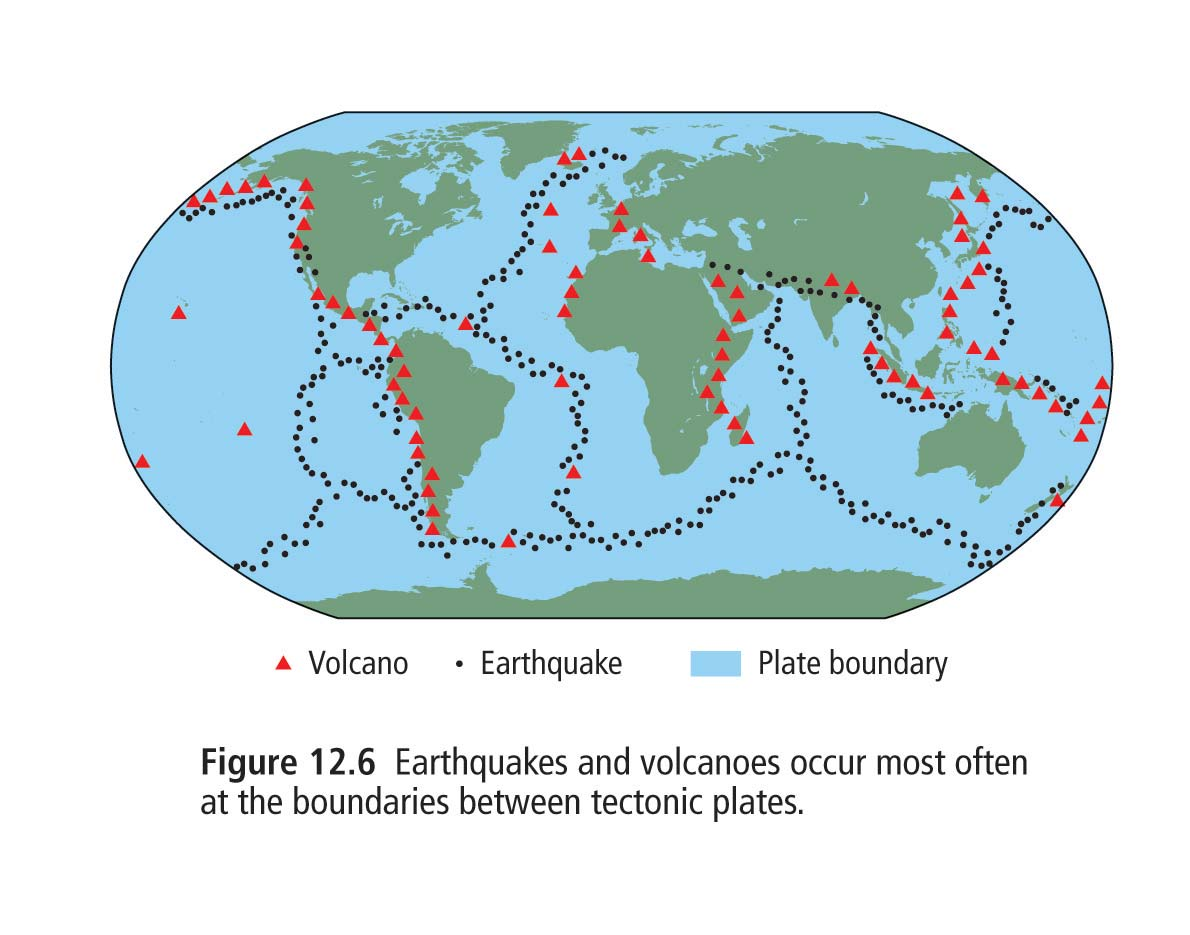 Volcano Earthquake Plate boundary
Figure 12.6 Earthquakes and volcanoes occur most often
at the boundaries between tectonic plates.